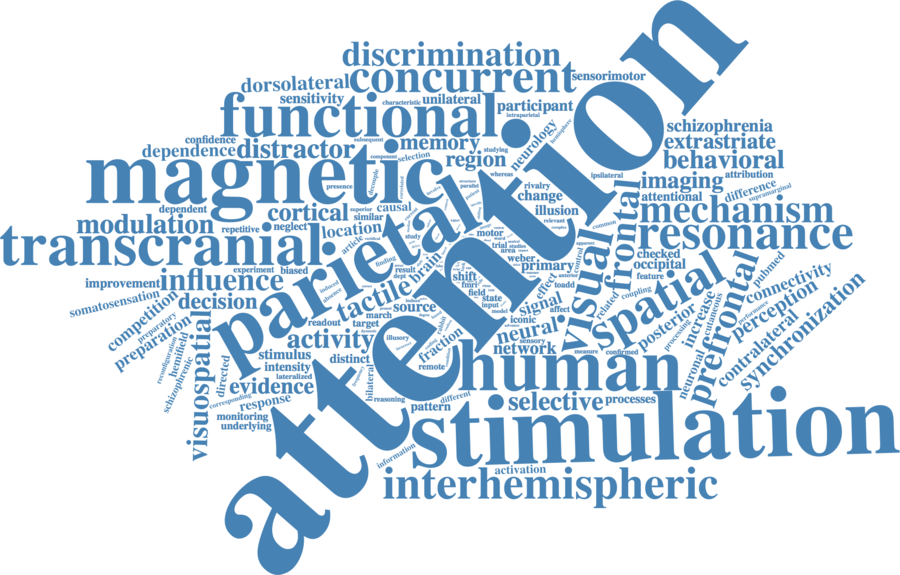 discrimination
dorsolateral
concurrent
sensorimotor
sensitivity
characteristic
unilateral
functional
participant
intraparietal
confidence
subsequent
memory
neurology
hemisphere
schizophrenia
extrastriate
dependence
distractor
component
selection
region
studying
behavioral
magnetic
decouple
whereas
ipsilateral
imaging
attribution
presence
rivalry
attentional
difference
supramarginal
dependent
superior
causal
change
modulation
cortical
similar
illusion
mechanism
repetitive
neglect
location
relevant
common
transcranial
article
study
motor
resonance
parietal
attention
visual
frontal
control
trial
area
checked
finding
weber
occipital
experiment
biased
result
brain
primary
feature
improvement
influence
dept
shift
effect
toadd
spatial
pubmed
somatosensation
absence
tactile
fmri
field
state
coupling
connectivity
competition
decision
march
source
input
signal
affect
related
increase
cutaneous
performance
preparation
preparatory
readout
target
model
iconic
neural
posterior
processing
prefrontal
perception
reconfiguration
hemifield
schizophrenic
visuospatial
activity
illusory
rabbit
fraction
sensory
network
measure
confirmed
neuronal
contralateral
synchronization
directed
stimulus
distinct
intensity
lateralized
evidence
frequency
bilateral
remote
human
corresponding
response
reasoning
different
pattern
selective
processes
monitoring
underlying
stimulation
information
activation
interhemispheric